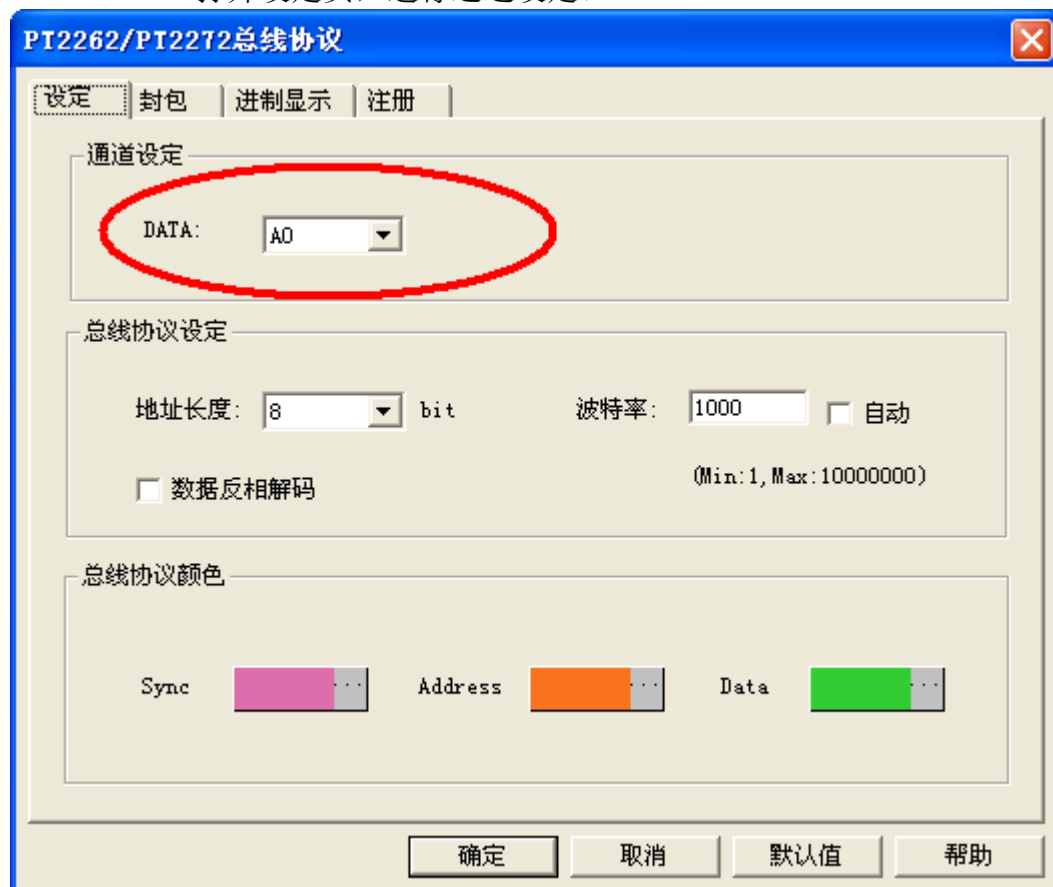 PT2262/PT2272总线协议
设定 封包 进制显示 注册
通道设定
DATA: A0
总线协议设定
地址长度: 8 bit 波特率: 1000 自动
数据反相解码 (Min:1,Max:10000000)
总线协议颜色
Sync ... Address ... Data ...
确定 取消 默认值 帮助